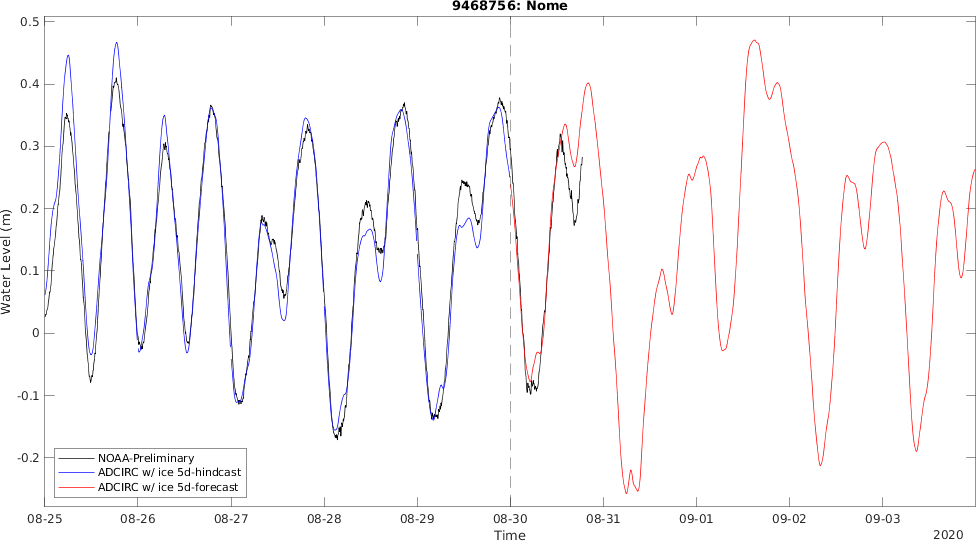 9468756: Nome
0.5
0.4
0.3
0.2
0.1
0
-0.1
-0.2
Water Level (m)
NOAA-Preliminary
ADCIRC w/ ice 5d-hindcast
ADCIRC w/ ice 5d-forecast
08-25 08-26 08-27 08-28 08-29 08-30 08-31 09-01 09-02 09-03
Time
2020